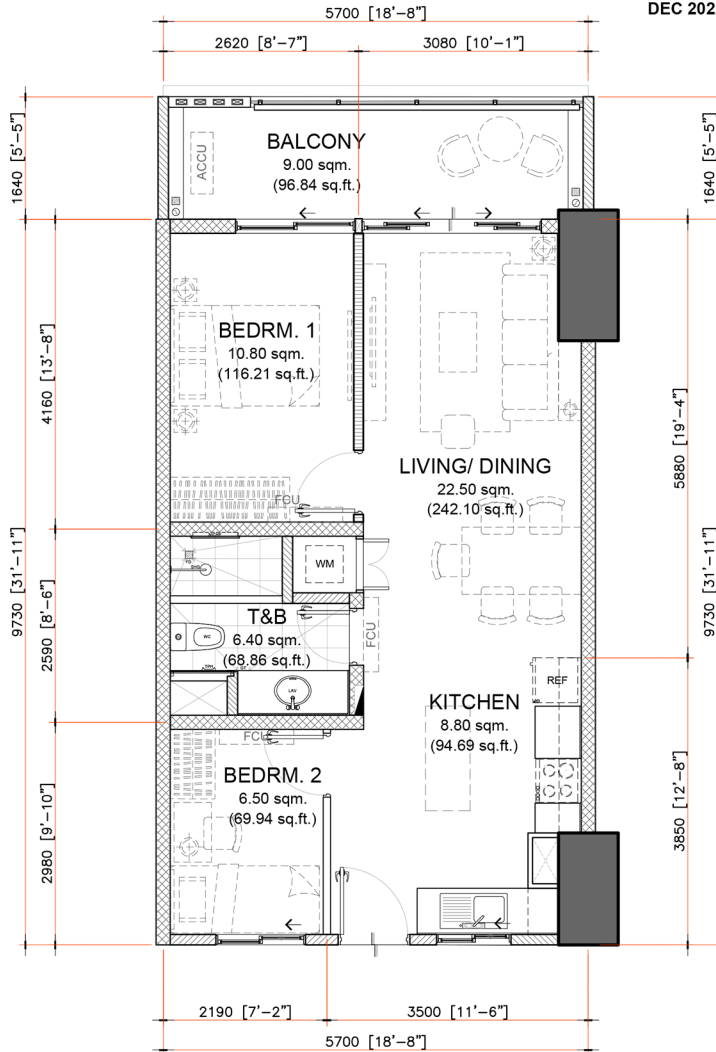 DEC 202
5700 [18'-8"]
2620 [8'-7"]
3080 [10'-1"]
1640 [5'-5"]
1640 [5'-5"]
BALCONY
9.00 sqm.
(96.84 sq.ft.)
ACCU
4160 [13'-8"]
BEDRM. 1
10.80 sqm.
(116.21 sq.ft.)
5880 [19'-4"]
LIVING/ DINING
22.50 sqm.
(242.10 sq.ft.)
FCU
9730 [31'-11"]
9730 [31'-11"]
2590 [8'-6"]
WM
T&B
6.40 sqm.
(68.86 sq.ft.)
WC
FCU
LAV
REF
KITCHEN
8.80 sqm.
(94.69 sq.ft.)
FCU
BEDRM. 2
6.50 sqm.
(69.94 sq.ft.)
2980 [9'-10"]
3850 [12'-8"]
2190 [7'-2"]
3500 [11'-6"]
5700 [18'-8"]